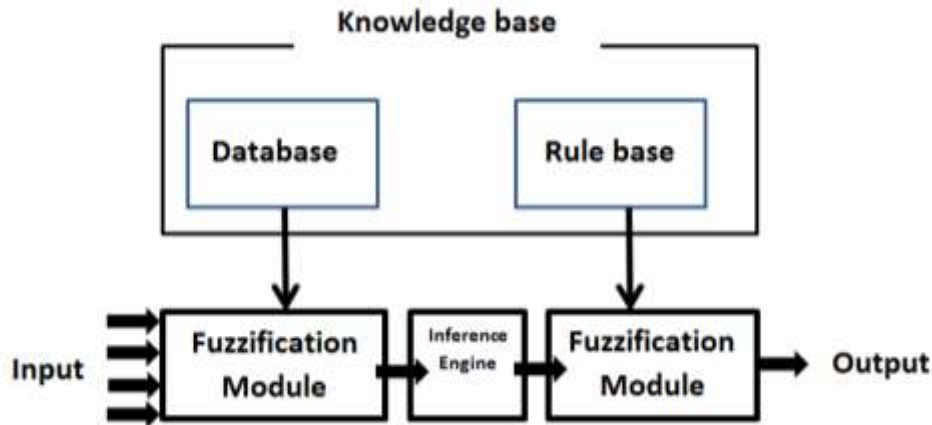 Knowledge base
Database
Rule base
Input
Fuzzification
Module
Inference
Engine
Fuzzification
Module
Output